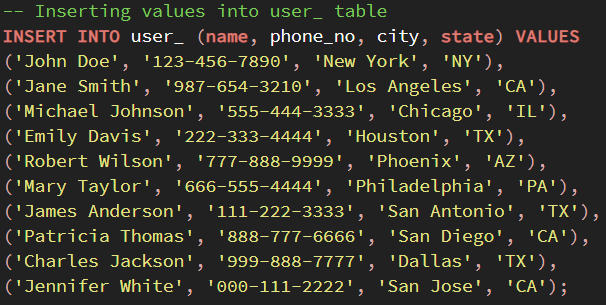 -- Inserting values into user_ table
INSERT INTO user_ (name, phone_no, city, state) VALUES
('John Doe', '123-456-7890', 'New York', 'NY'),
('Jane Smith', '987-654-3210', 'Los Angeles', 'CA'),
('Michael Johnson', '555-444-3333', 'Chicago', 'IL'),
('Emily Davis', '222-333-4444', 'Houston', 'TX'),
('Robert Wilson', '777-888-9999', 'Phoenix', 'AZ'),
('Mary Taylor', '666-555-4444', 'Philadelphia', 'PA'),
('James Anderson', '111-222-3333', 'San Antonio', 'TX'),
('Patricia Thomas', '888-777-6666', 'San Diego', 'CA'),
('Charles Jackson', '999-888-7777', 'Dallas', 'TX'),
('Jennifer White', '000-111-2222', 'San Jose', 'CA');